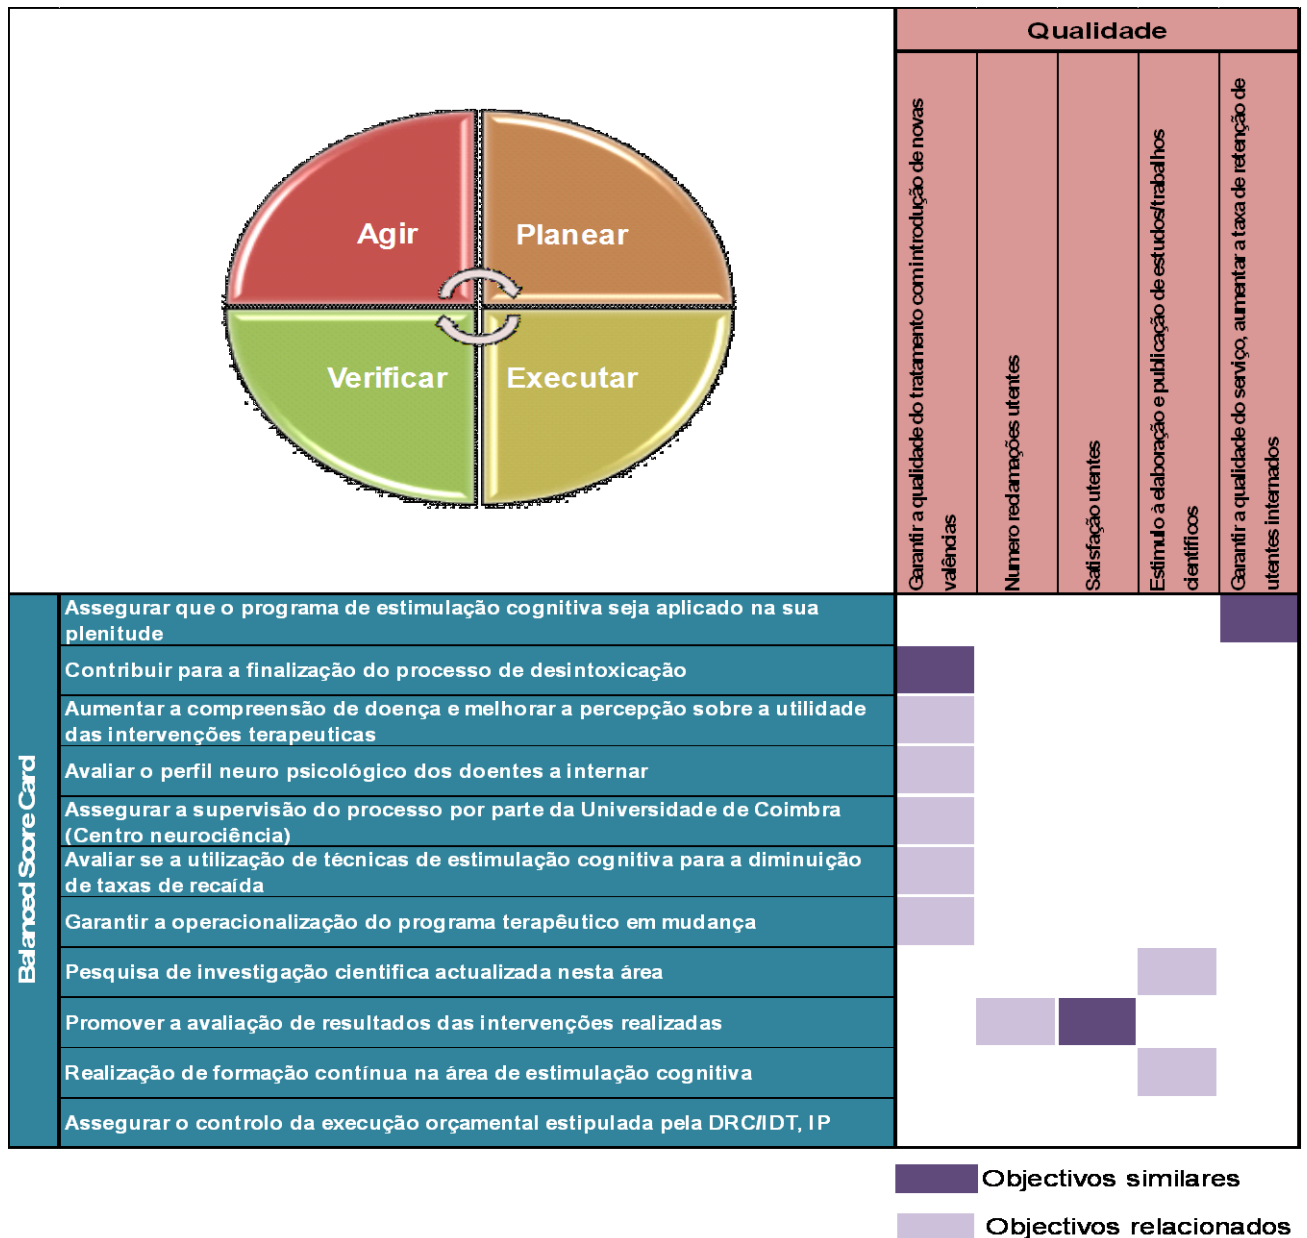 Qualidade
Garantir a qualidade do tratamento com introdução de novas
valências
Numero reclamações utentes
Satisfação utentes
Estimulo à elaboração e publicação de estudos/trabalhos
cientificos
Garantir a qualidade do serviço, aumentar a taxa de retenção de
utentes internados
Agir
Planear
Verificar
Executar
Balanced Score Card
Assegurar que o programa de estimulação cognitiva seja aplicado na sua
plenitude
Contribuir para a finalização do processo de desintoxicação
Aumentar a compreensão de doença e melhorar a percepção sobre a utilidade
das intervenções terapeuticas
Avaliar o perfil neuro psicológico dos doentes a internar
Assegurar a supervisão do processo por parte da Universidade de Coimbra
(Centro neurociência)
Avaliar se a utilização de técnicas de estimulação cognitiva para a diminuição
de taxas de recaída
Garantir a operacionalização do programa terapêutico em mudança
Pesquisa de investigação cientifica actualizada nesta área
Promover a avaliação de resultados das intervenções realizadas
Realização de formação contínua na área de estimulação cognitiva
Assegurar o controlo da execução orçamental estipulada pela DRC/IDT, IP
Objectivos similares
Objectivos relacionados